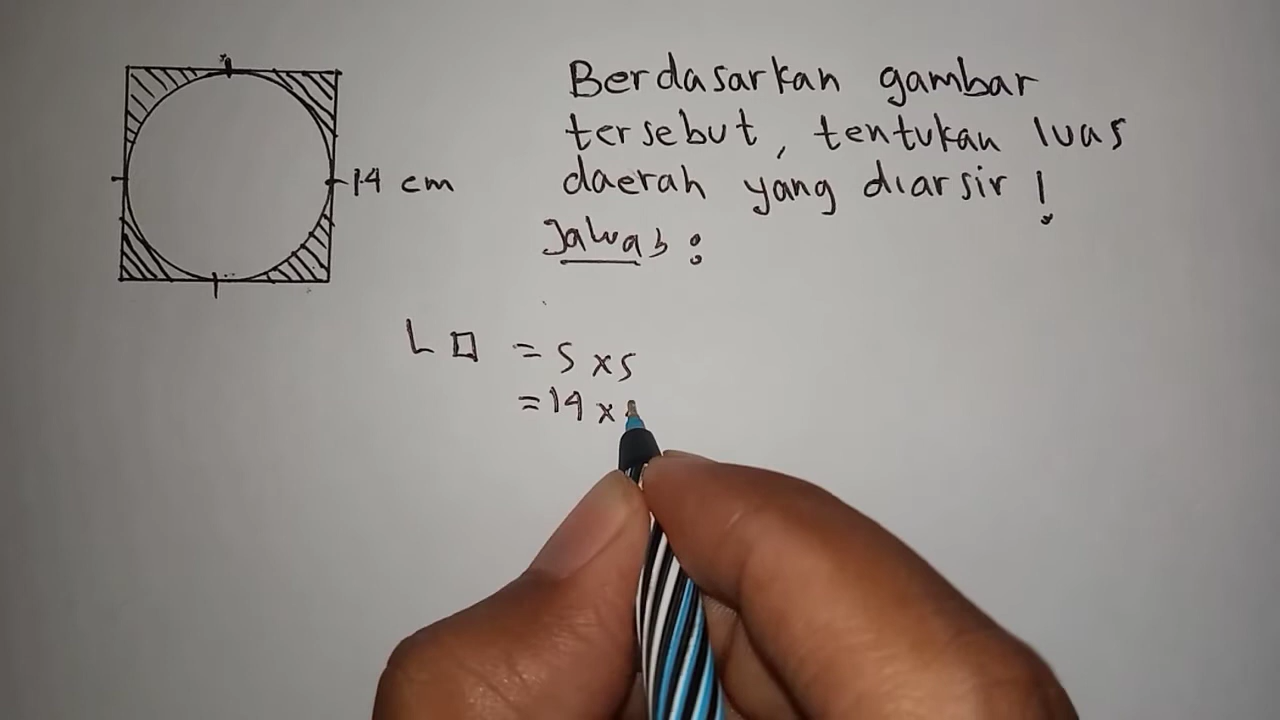 14 cm
Berdasarkan gambar
tersebut, tentukan luas
daerah yang diarsir !
Jawab :
L □ = s x s
= 14 x